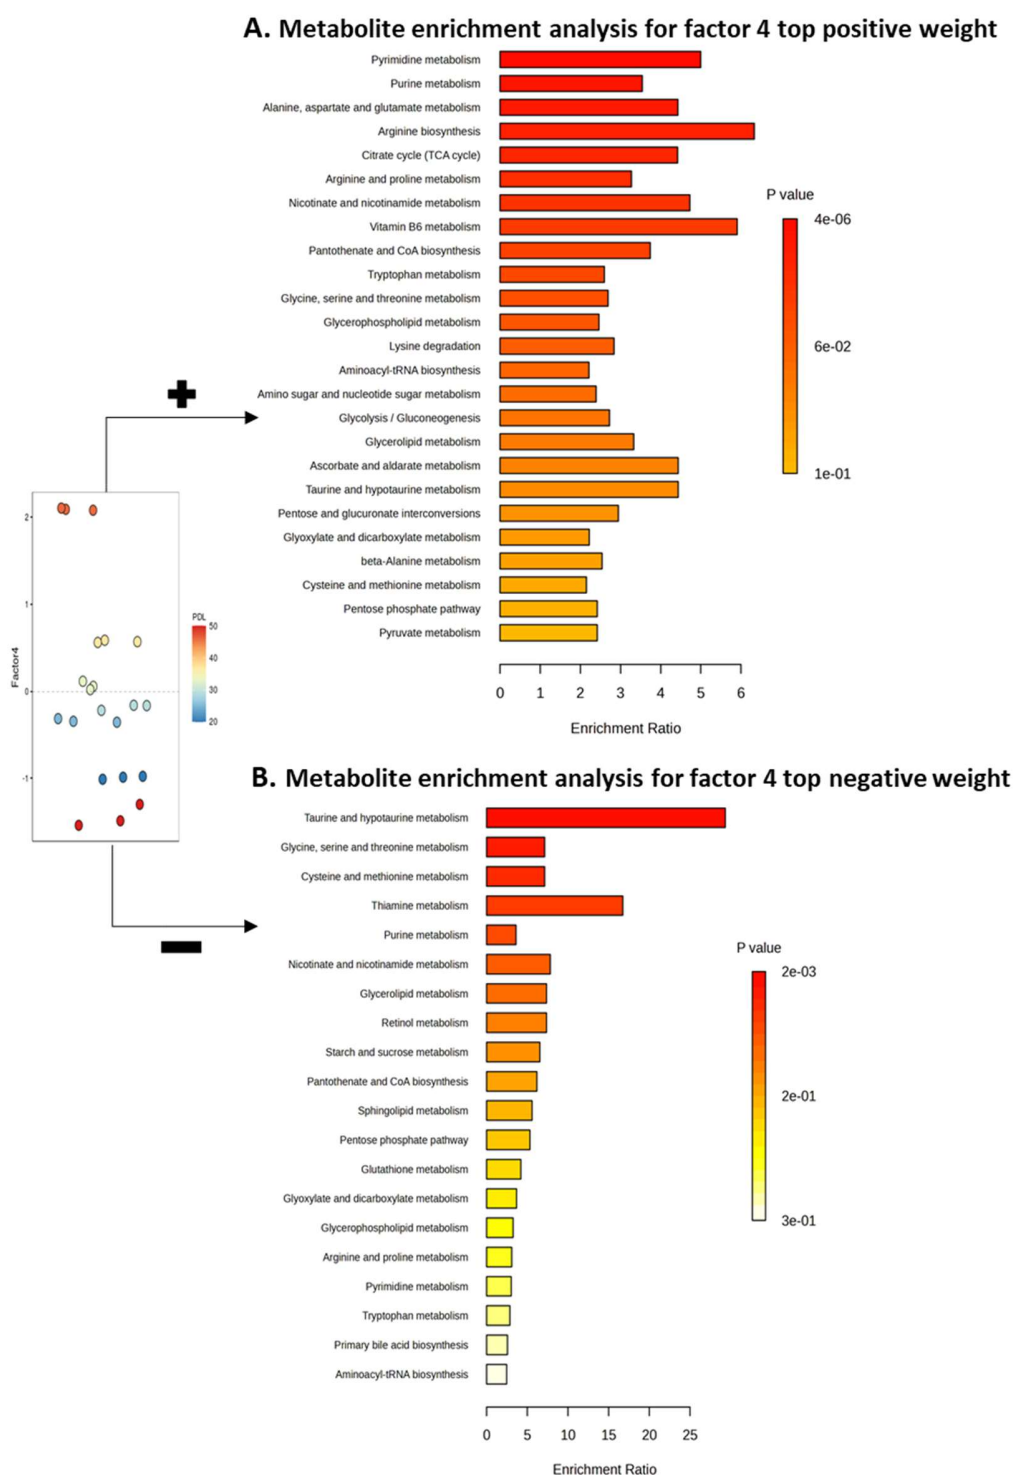 A. Metabolite enrichment analysis for factor 4 top positive weight
Pyrimidine metabolism
Purine metabolism
Alanine, aspartate and glutamate metabolism
Arginine biosynthesis
Citrate cycle (TCA cycle)
Arginine and proline metabolism
Nicotinate and nicotinamide metabolism
Vitamin B6 metabolism
Pantothenate and CoA biosynthesis
Tryptophan metabolism
Glycine, serine and threonine metabolism
Glycerophospholipid metabolism
Lysine degradation
Aminoacyl-tRNA biosynthesis
Amino sugar and nucleotide sugar metabolism
Glycolysis / Gluconeogenesis
Glycerolipid metabolism
Ascorbate and aldarate metabolism
Taurine and hypotaurine metabolism
Pentose and glucuronate interconversions
Glyoxylate and dicarboxylate metabolism
beta-Alanine metabolism
Cysteine and methionine metabolism
Pentose phosphate pathway
Pyruvate metabolism
0 1 2 3 4 5 6
Enrichment Ratio
P value
4e-06
6e-02
1e-01
Factor4
2
1
0
-1
PDL
50
40
30
20
B. Metabolite enrichment analysis for factor 4 top negative weight
Taurine and hypotaurine metabolism
Glycine, serine and threonine metabolism
Cysteine and methionine metabolism
Thiamine metabolism
Purine metabolism
Nicotinate and nicotinamide metabolism
Glycerolipid metabolism
Retinol metabolism
Starch and sucrose metabolism
Pantothenate and CoA biosynthesis
Sphingolipid metabolism
Pentose phosphate pathway
Glutathione metabolism
Glyoxylate and dicarboxylate metabolism
Glycerophospholipid metabolism
Arginine and proline metabolism
Pyrimidine metabolism
Tryptophan metabolism
Primary bile acid biosynthesis
Aminoacyl-tRNA biosynthesis
0 5 10 15 20 25
Enrichment Ratio
P value
2e-03
2e-01
3e-01